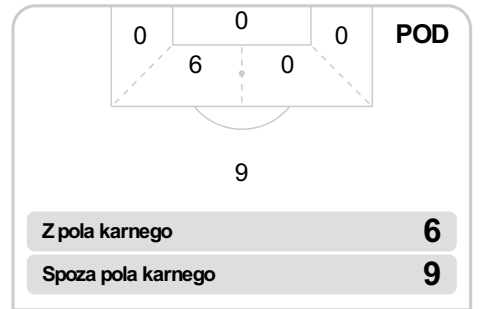 0
0 0 POD
6 0
9
Z pola karnego 6
Spoza pola karnego 9